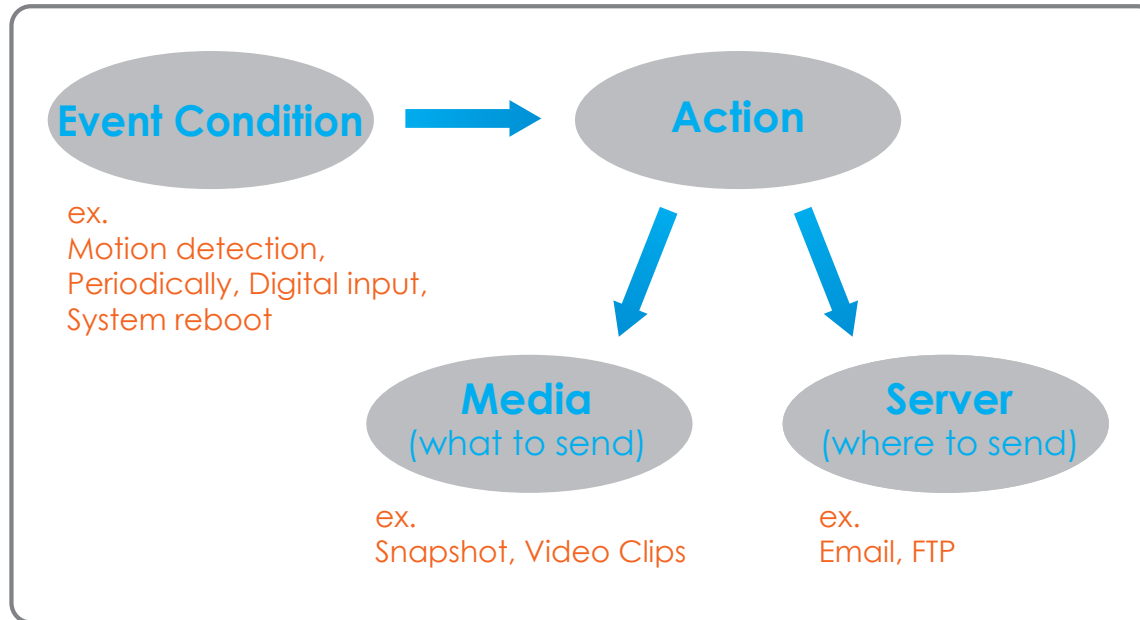 Event Condition
Action
ex.
Motion detection,
Periodically, Digital input,
System reboot
Media
(what to send)
Server
(where to send)
ex.
Snapshot, Video Clips
ex.
Email, FTP